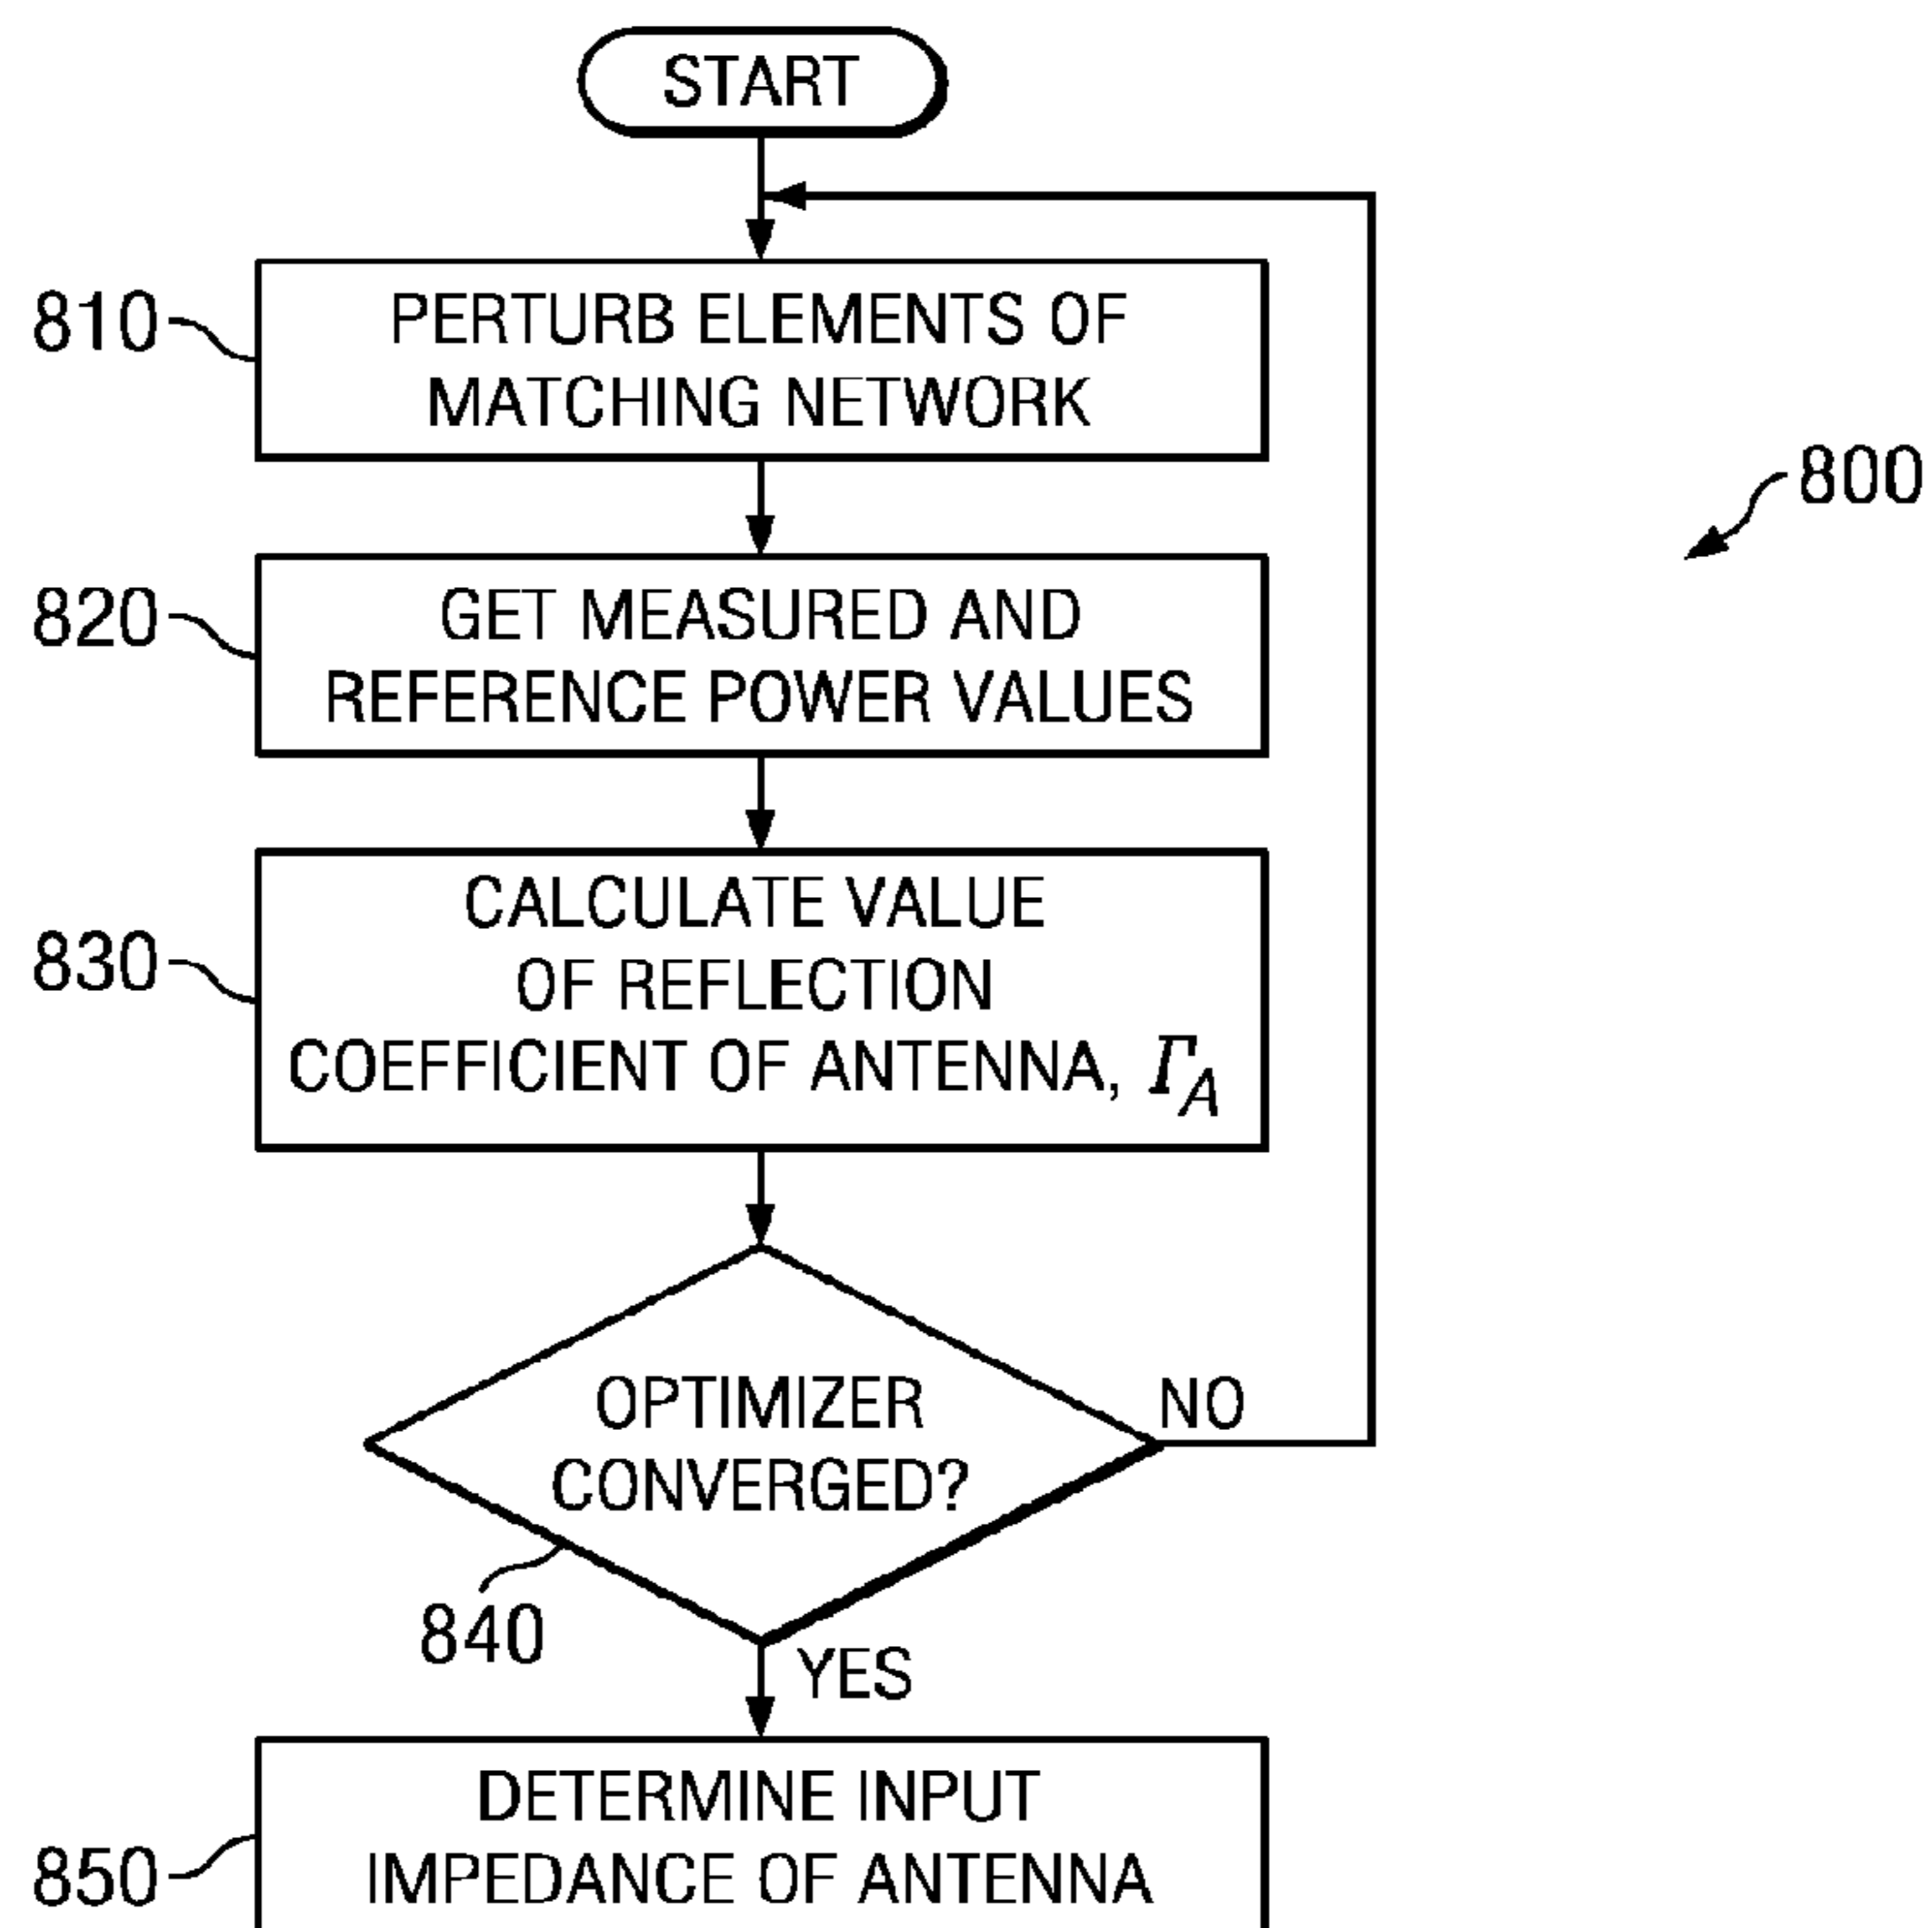 START
810
PERTURB ELEMENTS OF
MATCHING NETWORK
800
820
GET MEASURED AND
REFERENCE POWER VALUES
830
CALCULATE VALUE
OF REFLECTION
COEFFICIENT OF ANTENNA, Γ_A
OPTIMIZER
CONVERGED?
NO
840
YES
850
DETERMINE INPUT
IMPEDANCE OF ANTENNA